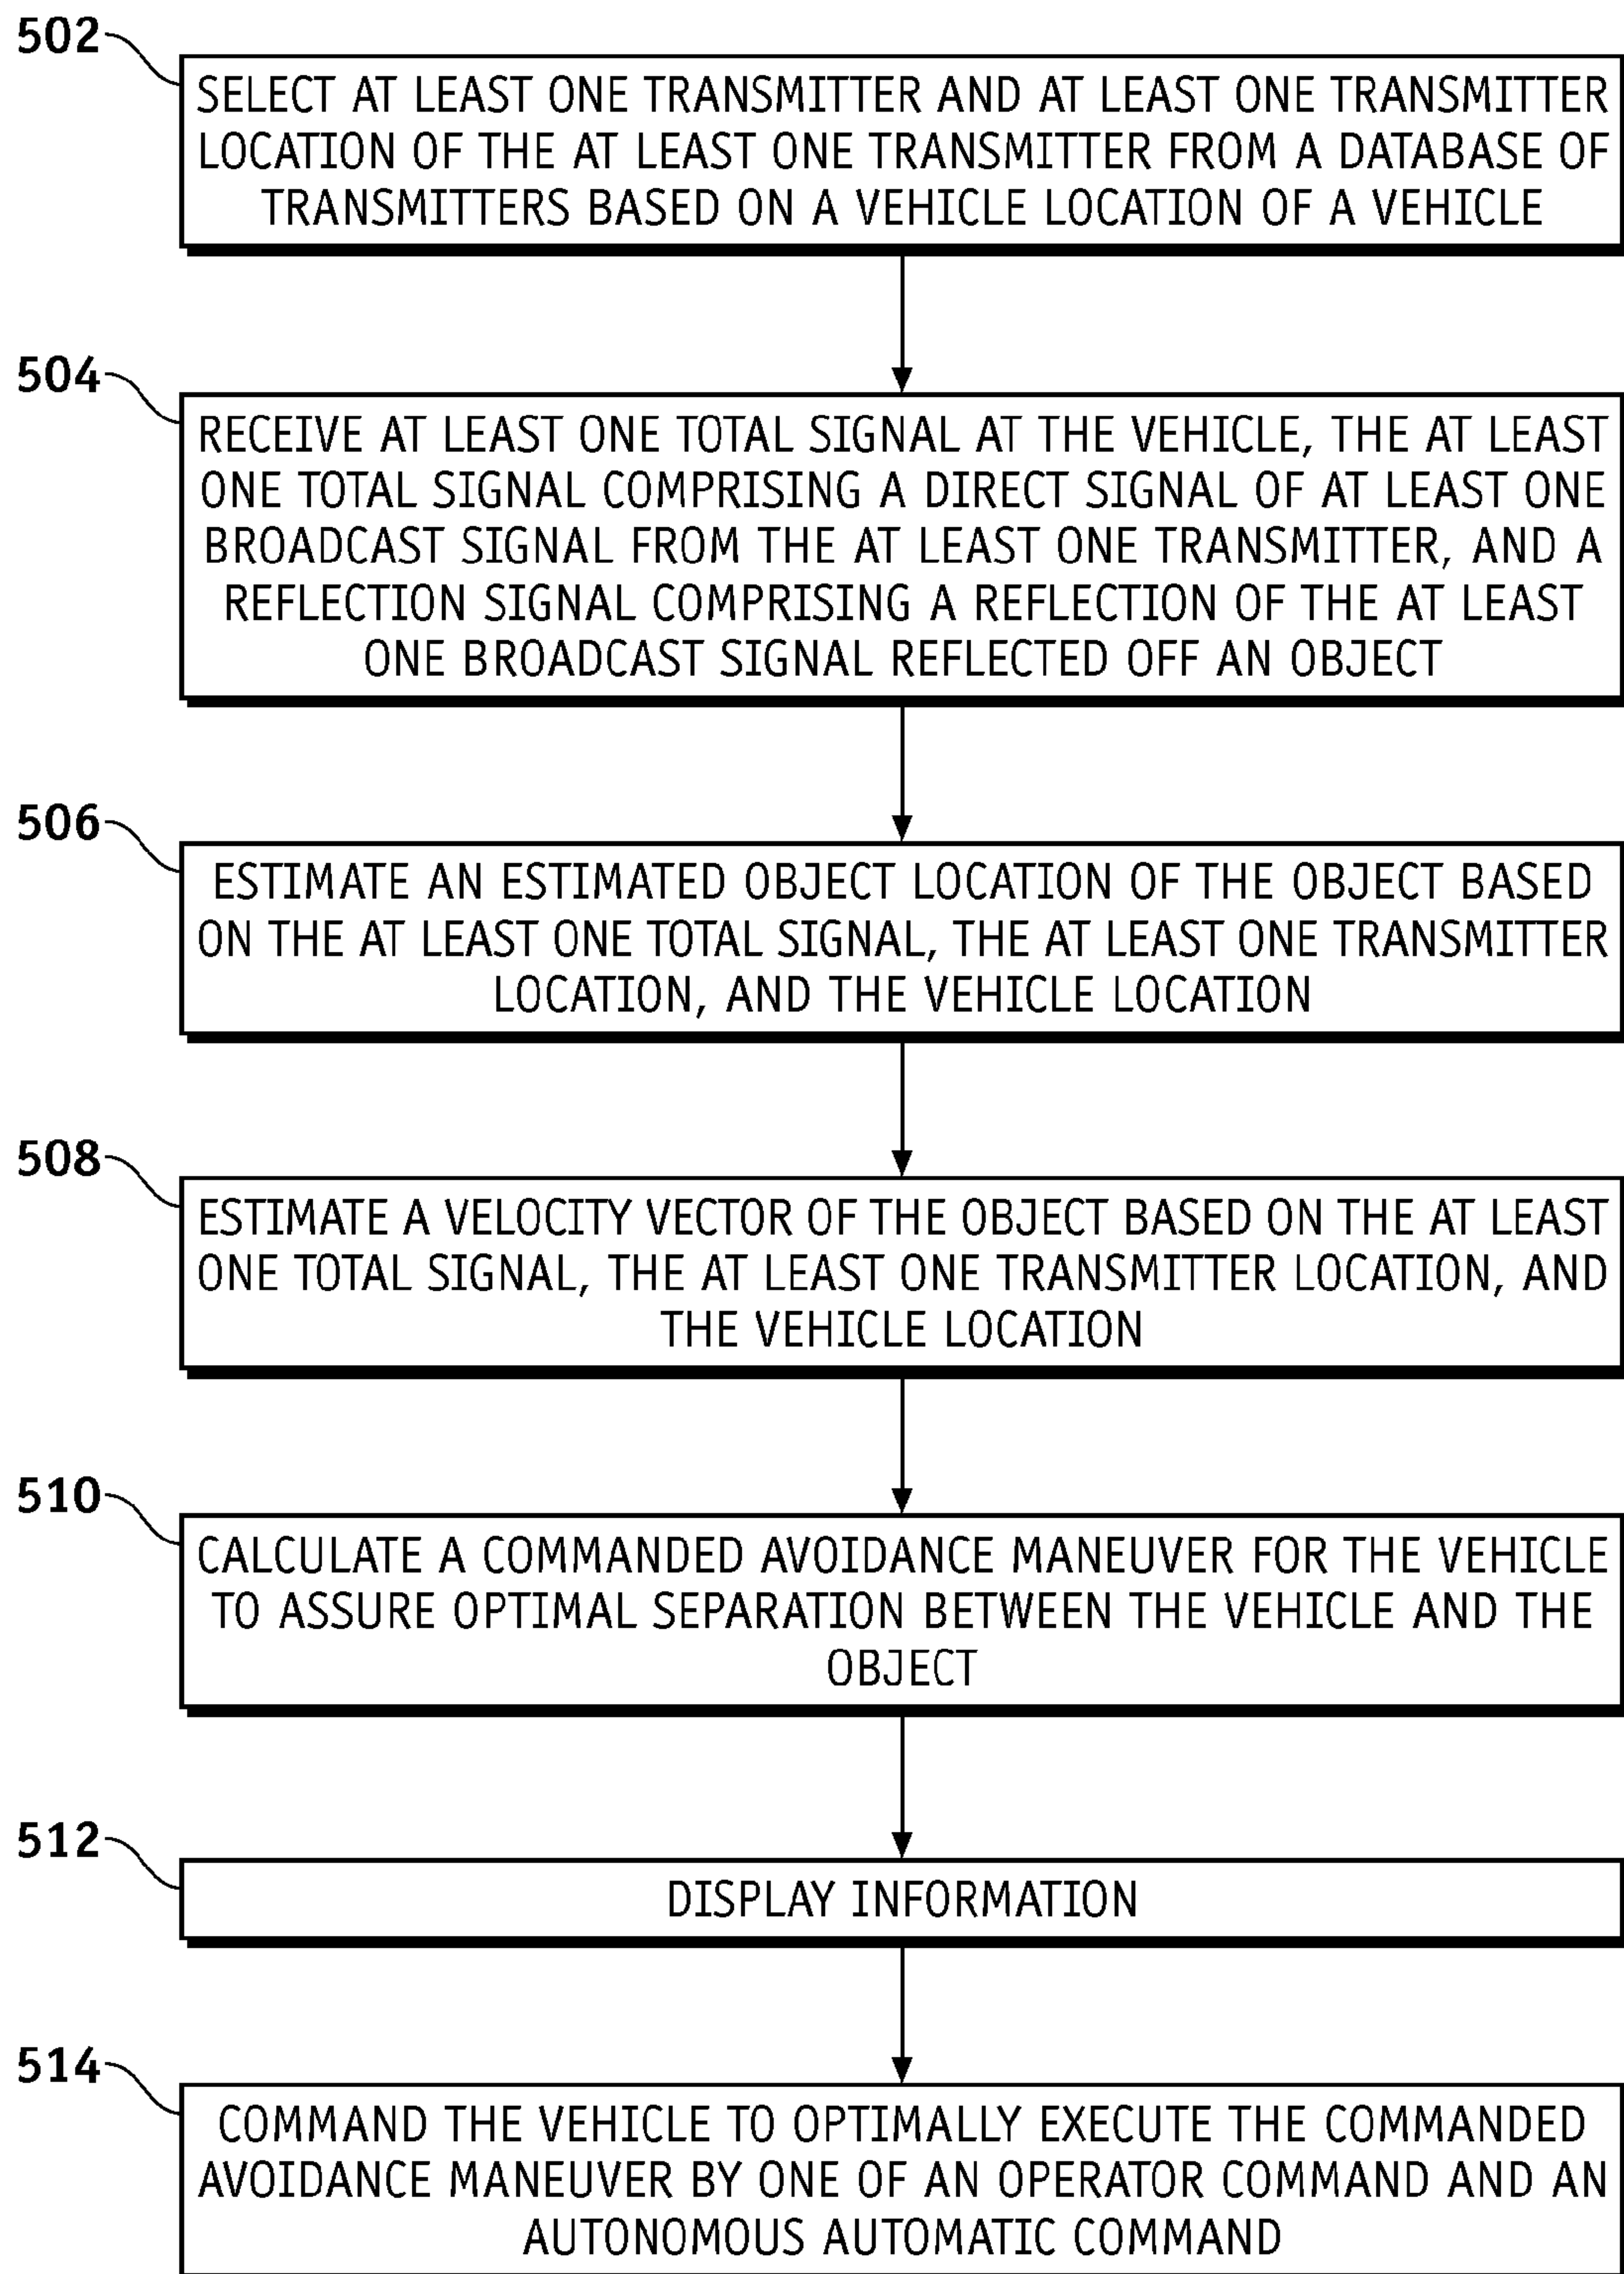 502
SELECT AT LEAST ONE TRANSMITTER AND AT LEAST ONE TRANSMITTER
LOCATION OF THE AT LEAST ONE TRANSMITTER FROM A DATABASE OF
TRANSMITTERS BASED ON A VEHICLE LOCATION OF A VEHICLE
504
RECEIVE AT LEAST ONE TOTAL SIGNAL AT THE VEHICLE, THE AT LEAST
ONE TOTAL SIGNAL COMPRISING A DIRECT SIGNAL OF AT LEAST ONE
BROADCAST SIGNAL FROM THE AT LEAST ONE TRANSMITTER, AND A
REFLECTION SIGNAL COMPRISING A REFLECTION OF THE AT LEAST
ONE BROADCAST SIGNAL REFLECTED OFF AN OBJECT
506
ESTIMATE AN ESTIMATED OBJECT LOCATION OF THE OBJECT BASED
ON THE AT LEAST ONE TOTAL SIGNAL, THE AT LEAST ONE TRANSMITTER
LOCATION, AND THE VEHICLE LOCATION
508
ESTIMATE A VELOCITY VECTOR OF THE OBJECT BASED ON THE AT LEAST
ONE TOTAL SIGNAL, THE AT LEAST ONE TRANSMITTER LOCATION, AND
THE VEHICLE LOCATION
510
CALCULATE A COMMANDED AVOIDANCE MANEUVER FOR THE VEHICLE
TO ASSURE OPTIMAL SEPARATION BETWEEN THE VEHICLE AND THE
OBJECT
512
DISPLAY INFORMATION
514
COMMAND THE VEHICLE TO OPTIMALLY EXECUTE THE COMMANDED
AVOIDANCE MANEUVER BY ONE OF AN OPERATOR COMMAND AND AN
AUTONOMOUS AUTOMATIC COMMAND